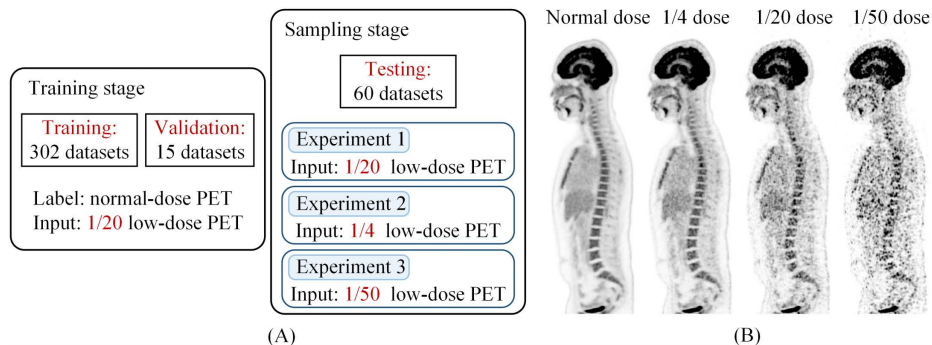 Training stage
Training:
302 datasets
Validation:
15 datasets
Label: normal-dose PET
Input: 1/20 low-dose PET
Sampling stage
Testing:
60 datasets
Experiment 1
Input: 1/20 low-dose PET
Experiment 2
Input: 1/4 low-dose PET
Experiment 3
Input: 1/50 low-dose PET
(A)
Normal dose
1/4 dose
1/20 dose
1/50 dose
(B)